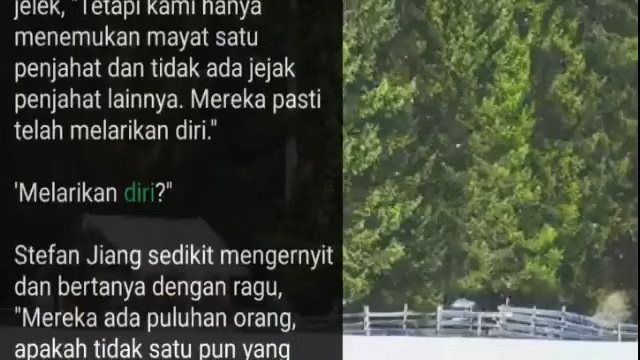 jelek, "Tetapi kami hanya
menemukan mayat satu
penjahat dan tidak ada jejak
penjahat lainnya. Mereka pasti
telah melarikan diri."
'Melarikan diri?"
Stefan Jiang sedikit mengernyit
dan bertanya dengan ragu,
"Mereka ada puluhan orang,
apakah tidak satu pun yang